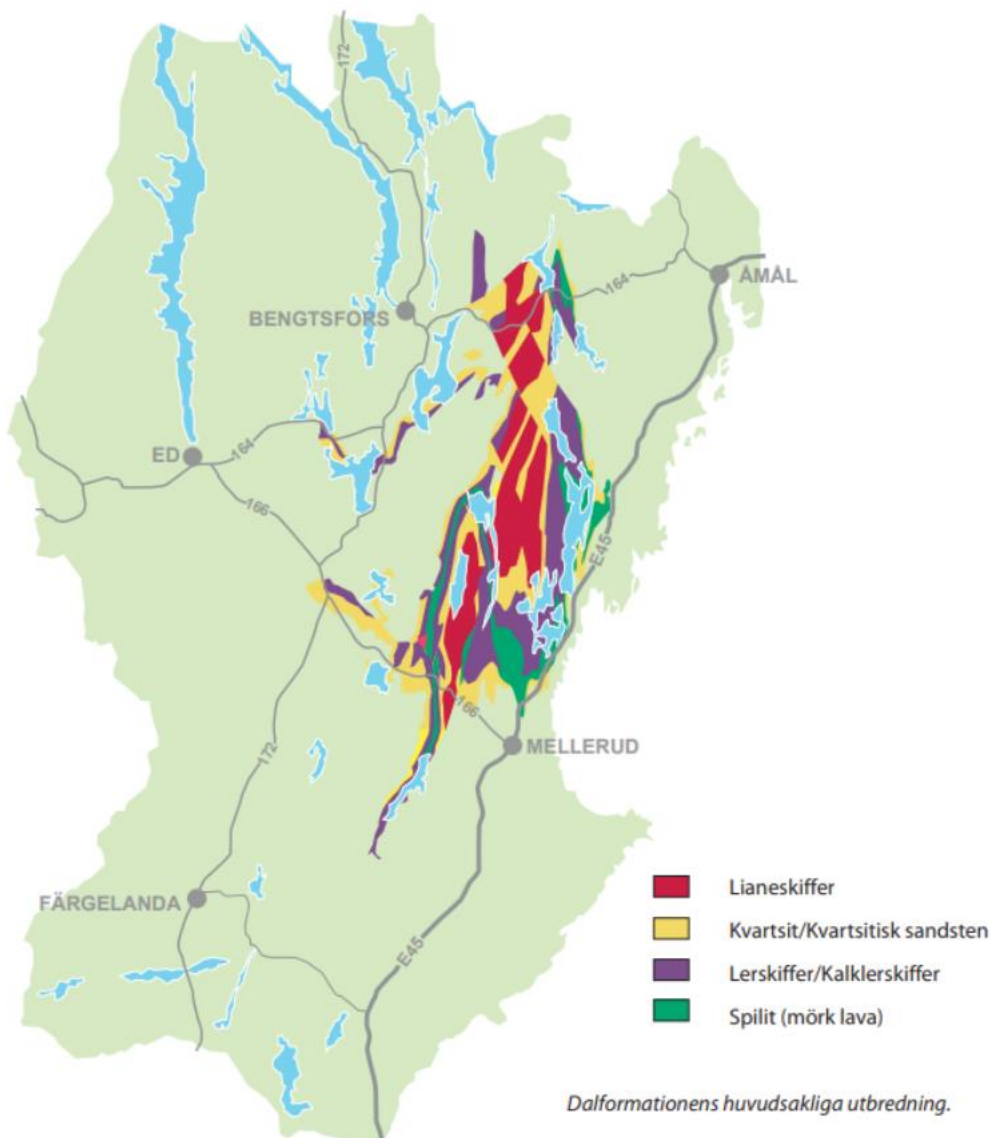 172
ÅMÅL
164
BENGTSFORS
ED
164
166
E45
166
MELLERUD
172
FÄRGELANDA
E45
Lianeskiffer
Kvartsit/Kvartsitisk sandsten
Lerskiffer/Kalklerskiffer
Spilit (mörk lava)
Dalformationens huvudsakliga utbredning.